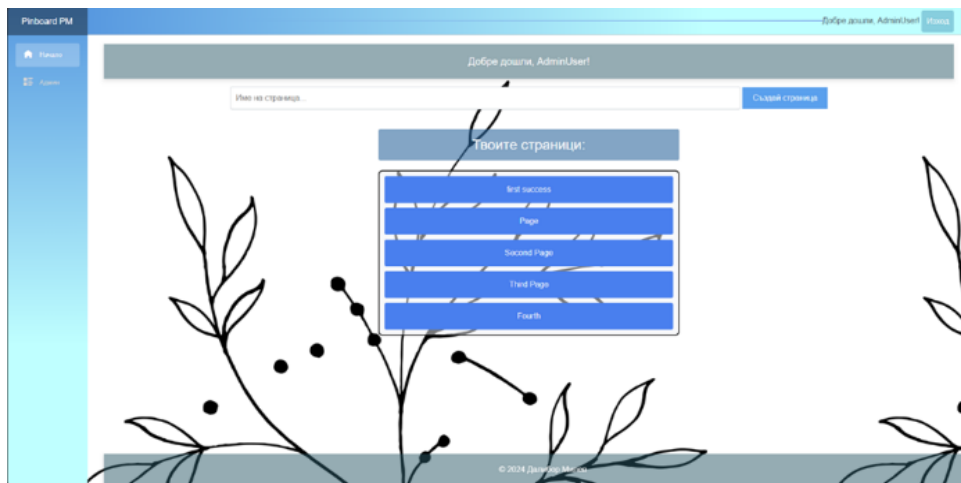 Pinboard PM
Добре дошли, AdminUser!
Изход
Начало
Админ
Добре дошли, AdminUser!
Име на страница...
Създай страница
Твоите страници:
first success
Page
Second Page
Third Page
Fourth
© 2024 Далибор